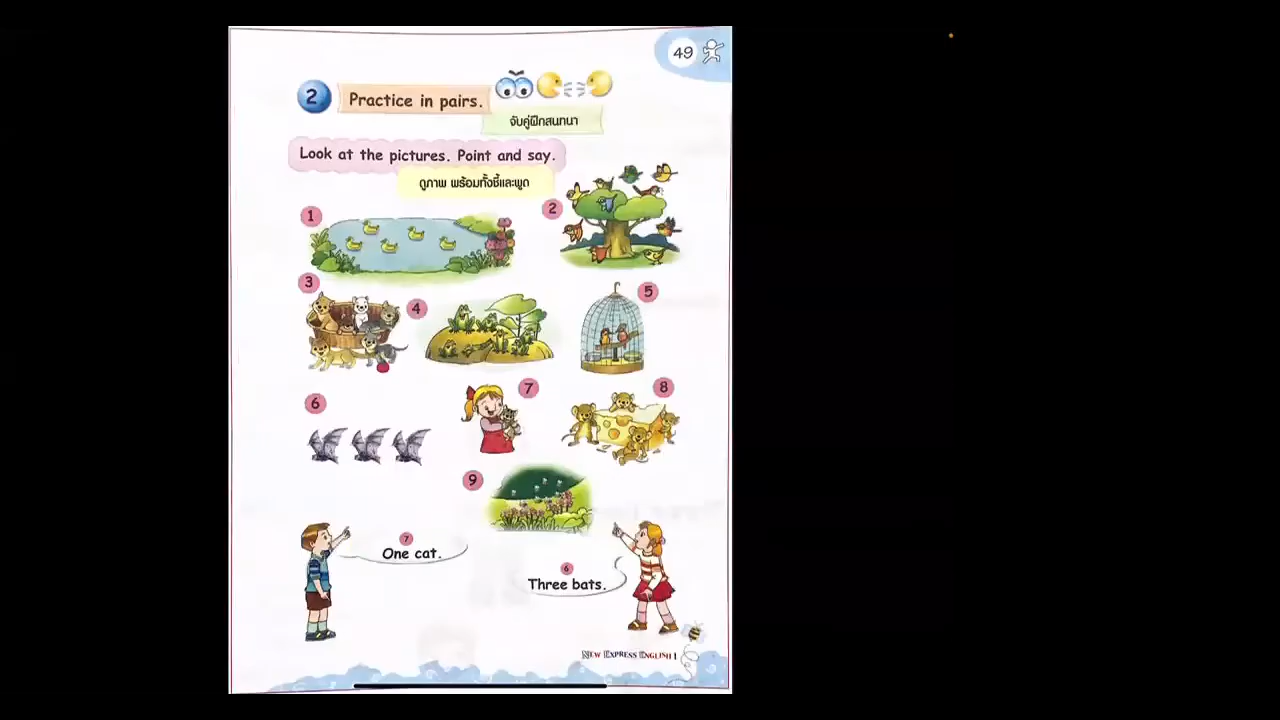 49
2 Practice in pairs.
จับคู่ฝึกสนทนา
Look at the pictures. Point and say.
ดูภาพ พร้อมทั้งชี้และพูด
1
2
3
4
5
6
7
8
9
7
One cat.
6
Three bats.
NEW EXPRESS ENGLISH 1